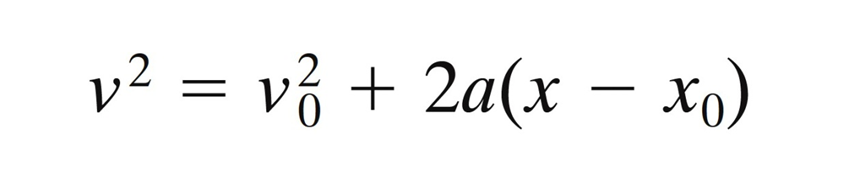 v² = v₀² + 2a(x − x₀)